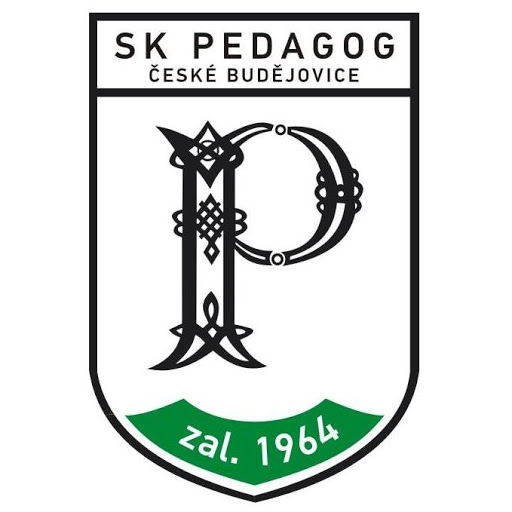 SK PEDAGOG
ČESKÉ BUDĚJOVICE
P
zal. 1964